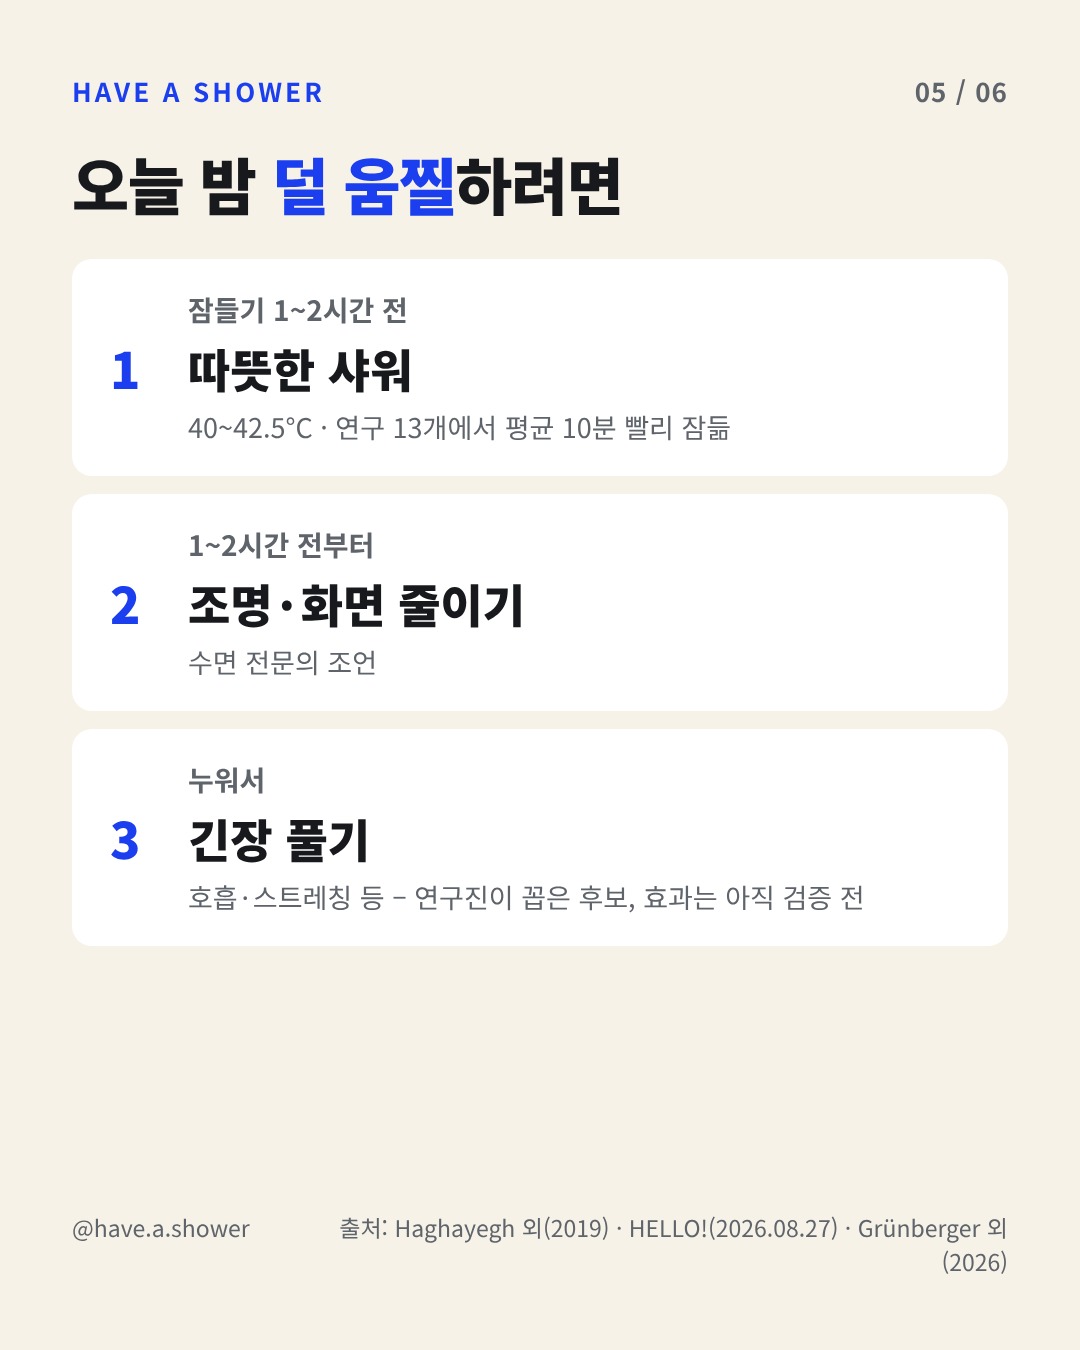 HAVE A SHOWER
05 / 06
오늘 밤 덜 움찔하려면
잠들기 1~2시간 전
1
따뜻한 샤워
40~42.5°C · 연구 13개에서 평균 10분 빨리 잠듦
1~2시간 전부터
2
조명·화면 줄이기
수면 전문의 조언
누워서
3
긴장 풀기
호흡·스트레칭 등 – 연구진이 꼽은 후보, 효과는 아직 검증 전
@have.a.shower
출처: Haghayegh 외(2019) · HELLO!(2026.08.27) · Grünberger 외
(2026)